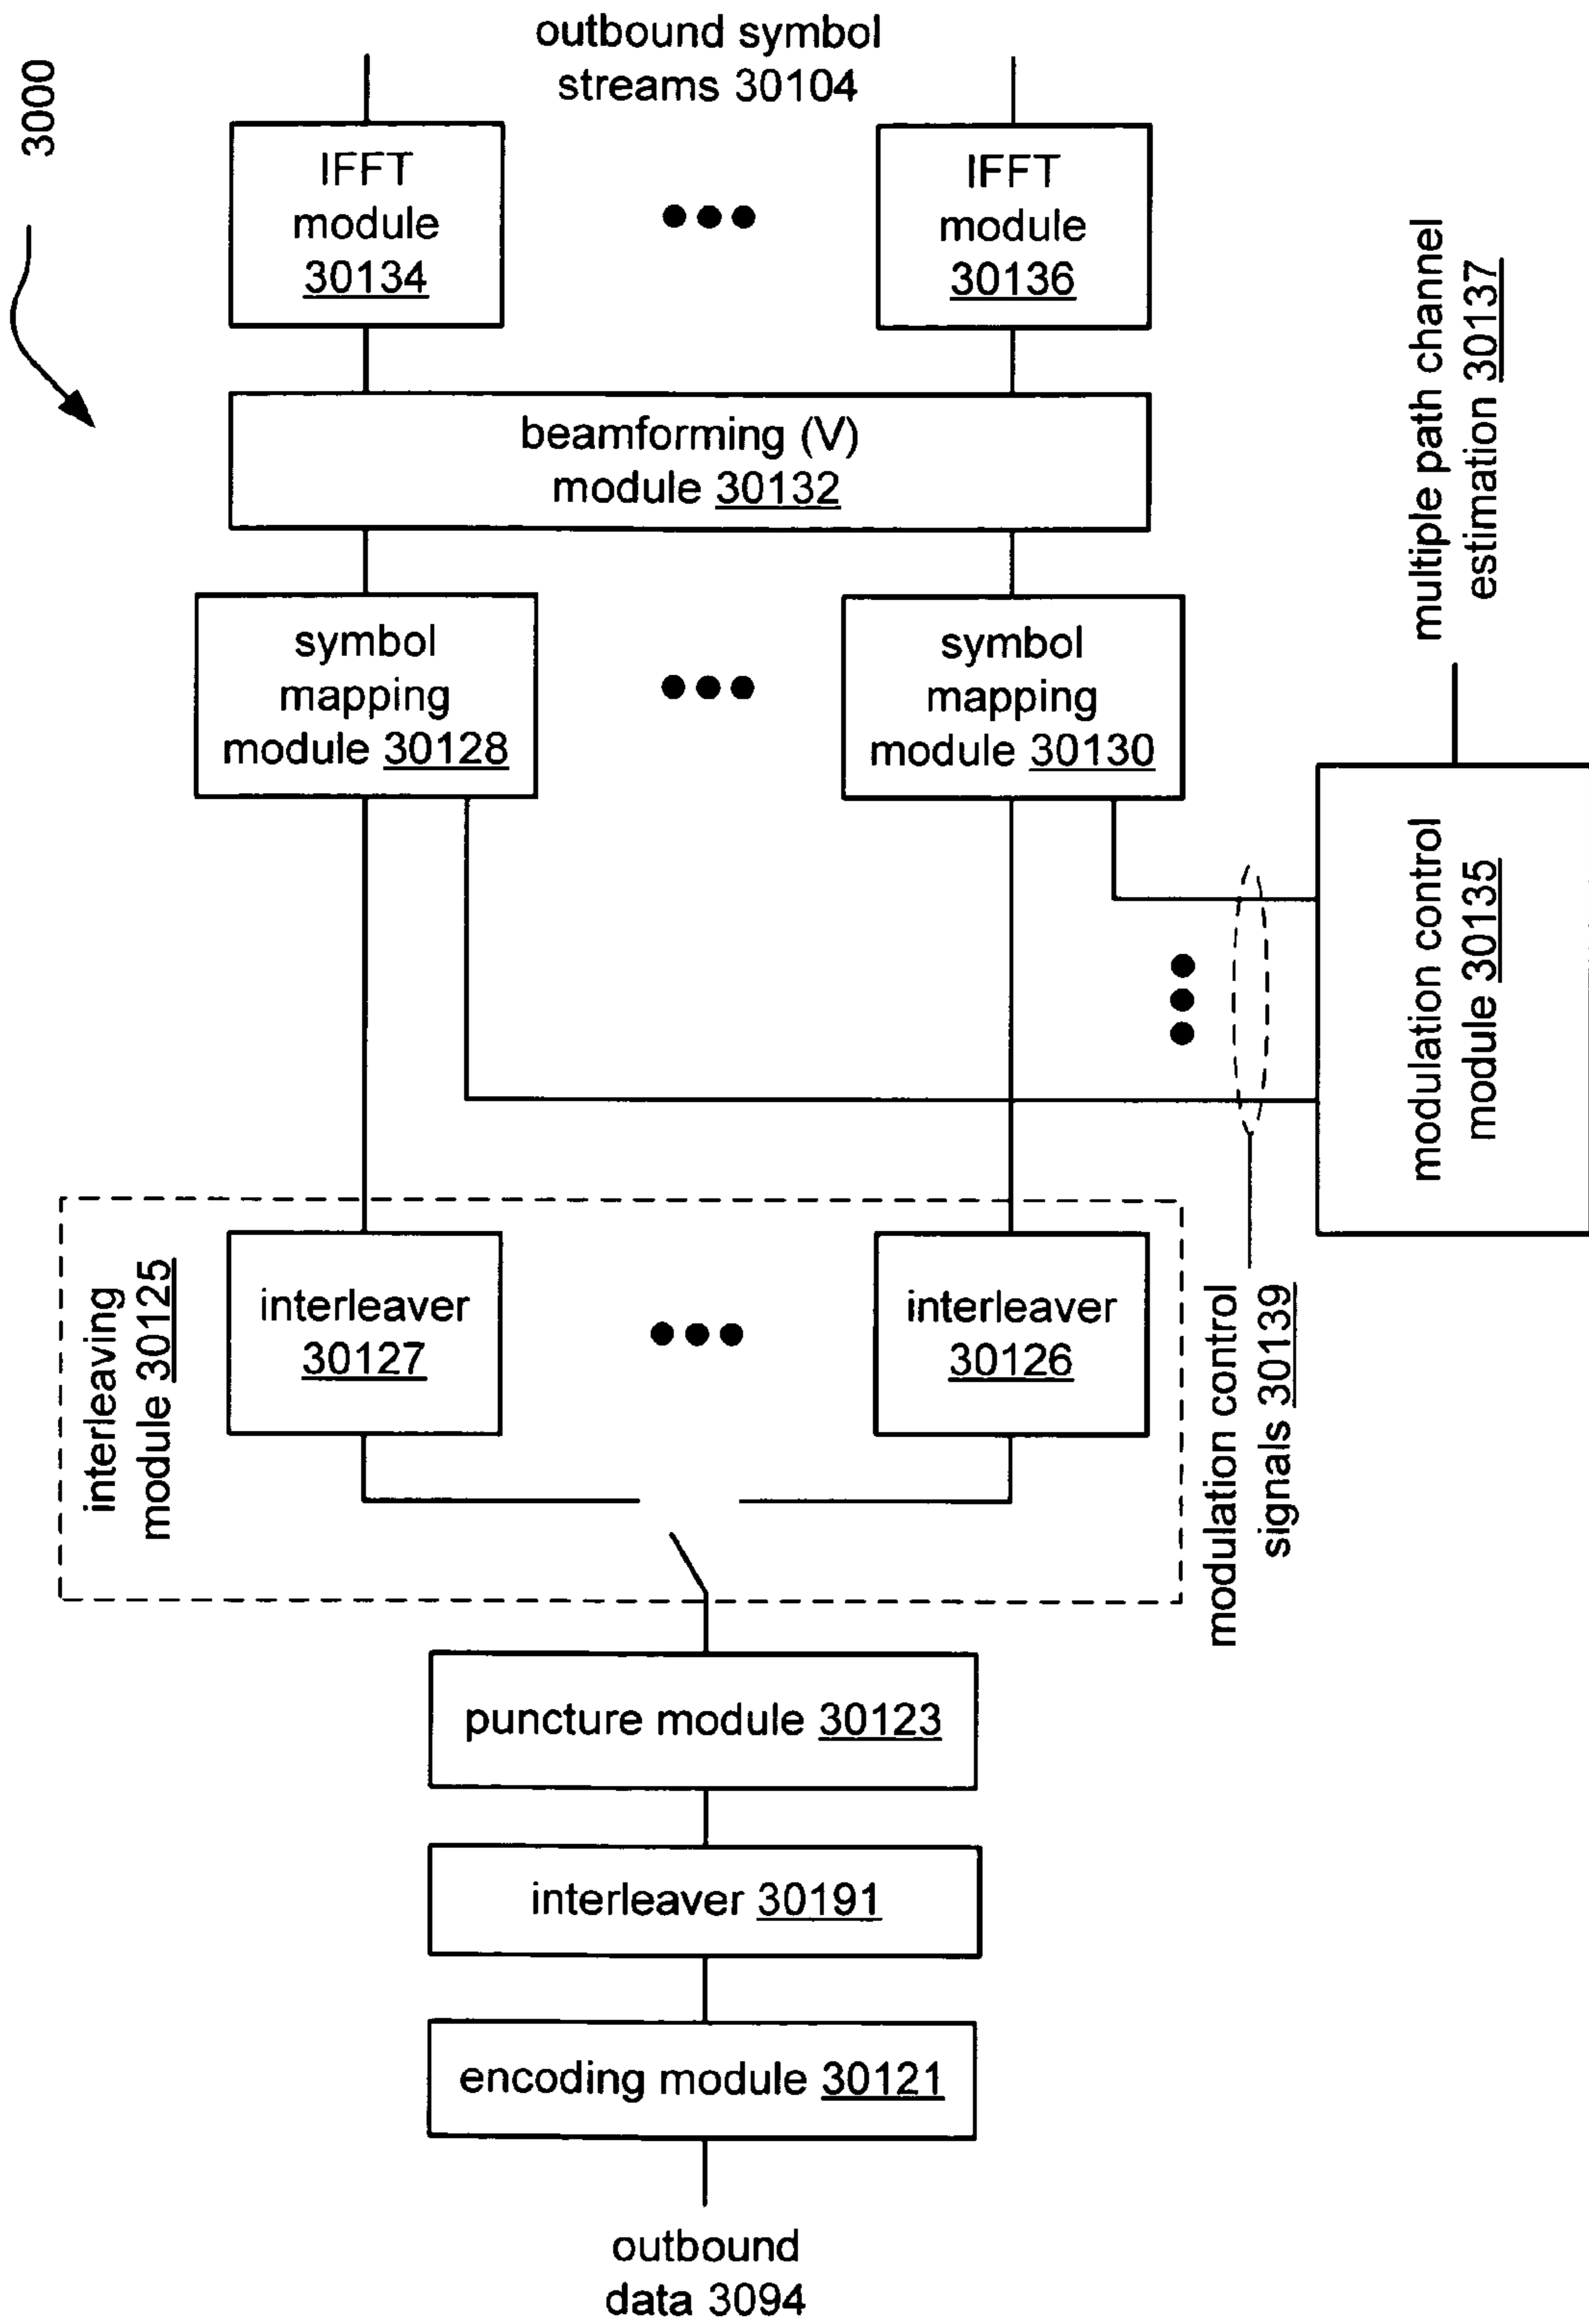 3000
outbound symbol
streams 30104
IFFT
module
30134
IFFT
module
30136
beamforming (V)
module 30132
multiple path channel
estimation 30137
symbol
mapping
module 30128
symbol
mapping
module 30130
modulation control
module 30135
interleaving
module 30125
interleaver
30127
interleaver
30126
modulation control
signals 30139
puncture module 30123
interleaver 30191
encoding module 30121
outbound
data 3094